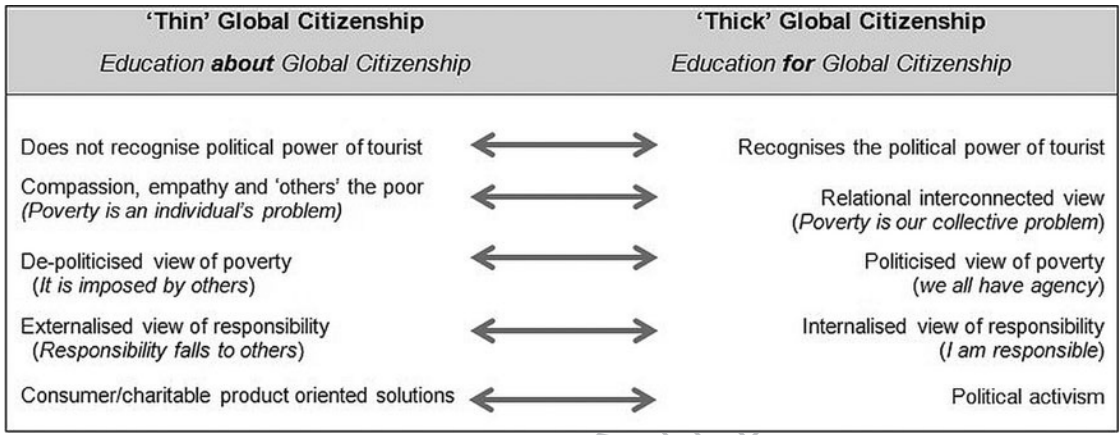 ‘Thin’ Global Citizenship
Education about Global Citizenship
‘Thick’ Global Citizenship
Education for Global Citizenship
Does not recognise political power of tourist
Recognises the political power of tourist
Compassion, empathy and ‘others’ the poor
(Poverty is an individual’s problem)
Relational interconnected view
(Poverty is our collective problem)
De-politicised view of poverty
(It is imposed by others)
Politicised view of poverty
(we all have agency)
Externalised view of responsibility
(Responsibility falls to others)
Internalised view of responsibility
(I am responsible)
Consumer/charitable product oriented solutions
Political activism